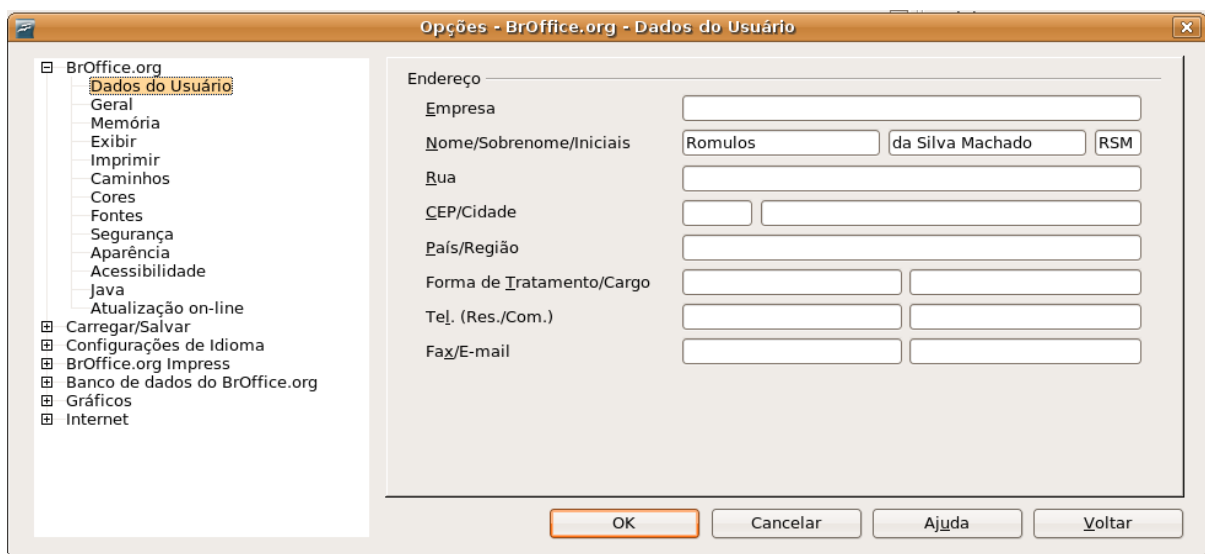 Opções - BrOffice.org - Dados do Usuário
BrOffice.org
Dados do Usuário
Geral
Memória
Exibir
Imprimir
Caminhos
Cores
Fontes
Segurança
Aparência
Acessibilidade
Java
Atualização on-line
Carregar/Salvar
Configurações de Idioma
BrOffice.org Impress
Banco de dados do BrOffice.org
Gráficos
Internet
Endereço
Empresa
Nome/Sobrenome/Iniciais Romulos da Silva Machado RSM
Rua
CEP/Cidade
País/Região
Forma de Tratamento/Cargo
Tel. (Res./Com.)
Fax/E-mail
OK Cancelar Ajuda Voltar